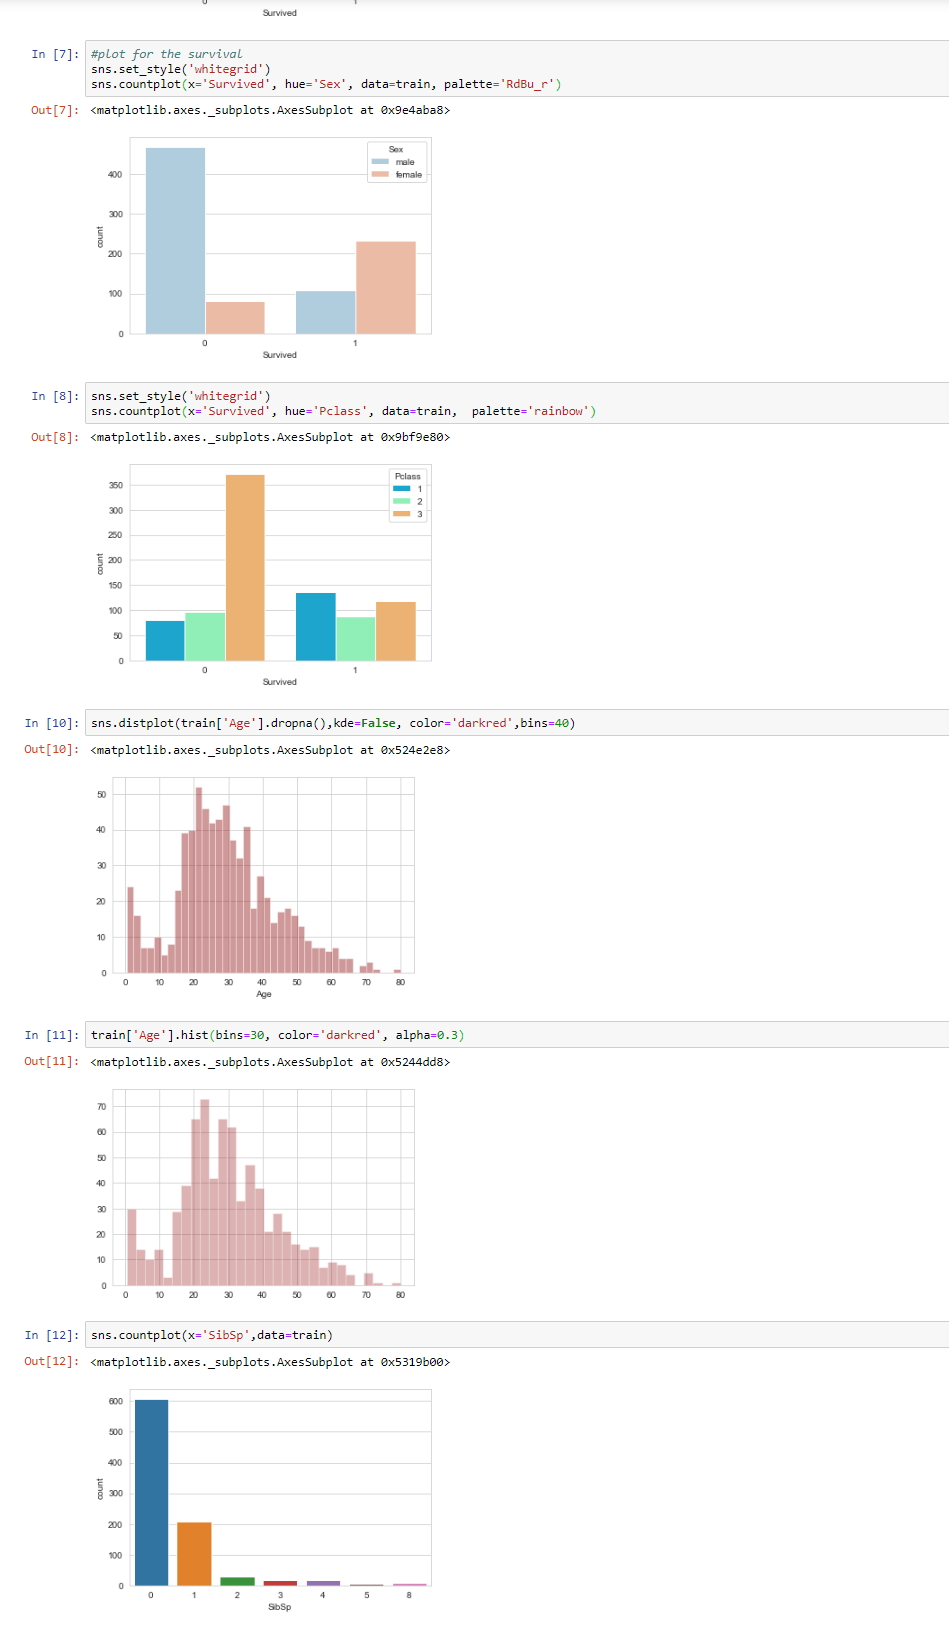 0 1
Survived
In [7]: #plot for the survival
sns.set_style('whitegrid')
sns.countplot(x='Survived', hue='Sex', data=train, palette='RdBu_r')
Out[7]: <matplotlib.axes._subplots.AxesSubplot at 0x9e4aba8>
Sex
male
female
400
300
200
100
0
count
0 1
Survived
In [8]: sns.set_style('whitegrid')
sns.countplot(x='Survived', hue='Pclass', data=train,  palette='rainbow')
Out[8]: <matplotlib.axes._subplots.AxesSubplot at 0x9bf9e80>
Pclass
1
2
3
350
300
250
200
150
100
50
0
count
0 1
Survived
In [10]: sns.distplot(train['Age'].dropna(),kde=False, color='darkred',bins=40)
Out[10]: <matplotlib.axes._subplots.AxesSubplot at 0x524e2e8>
50
40
30
20
10
0
0 10 20 30 40 50 60 70 80
Age
In [11]: train['Age'].hist(bins=30, color='darkred', alpha=0.3)
Out[11]: <matplotlib.axes._subplots.AxesSubplot at 0x5244dd8>
70
60
50
40
30
20
10
0
0 10 20 30 40 50 60 70 80
In [12]: sns.countplot(x='SibSp',data=train)
Out[12]: <matplotlib.axes._subplots.AxesSubplot at 0x5319b00>
600
500
400
300
200
100
0
count
0 1 2 3 4 5 8
SibSp